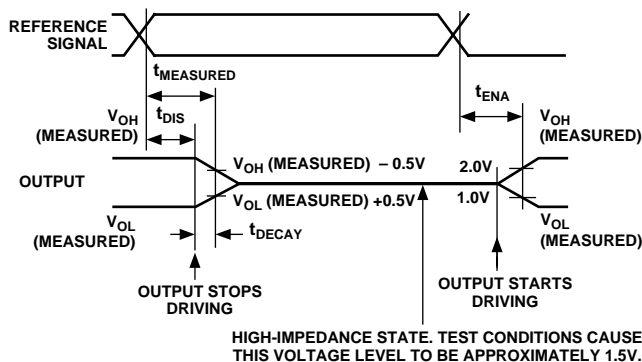 REFERENCE
SIGNAL
tMEASURED
tDIS
tENA
VOH
(MEASURED)
VOH
(MEASURED)
VOH (MEASURED) – 0.5V
2.0V
OUTPUT
VOL (MEASURED) +0.5V
1.0V
VOL
(MEASURED)
tDECAY
VOL
(MEASURED)
OUTPUT STOPS
DRIVING
OUTPUT STARTS
DRIVING
HIGH-IMPEDANCE STATE. TEST CONDITIONS CAUSE
THIS VOLTAGE LEVEL TO BE APPROXIMATELY 1.5V.